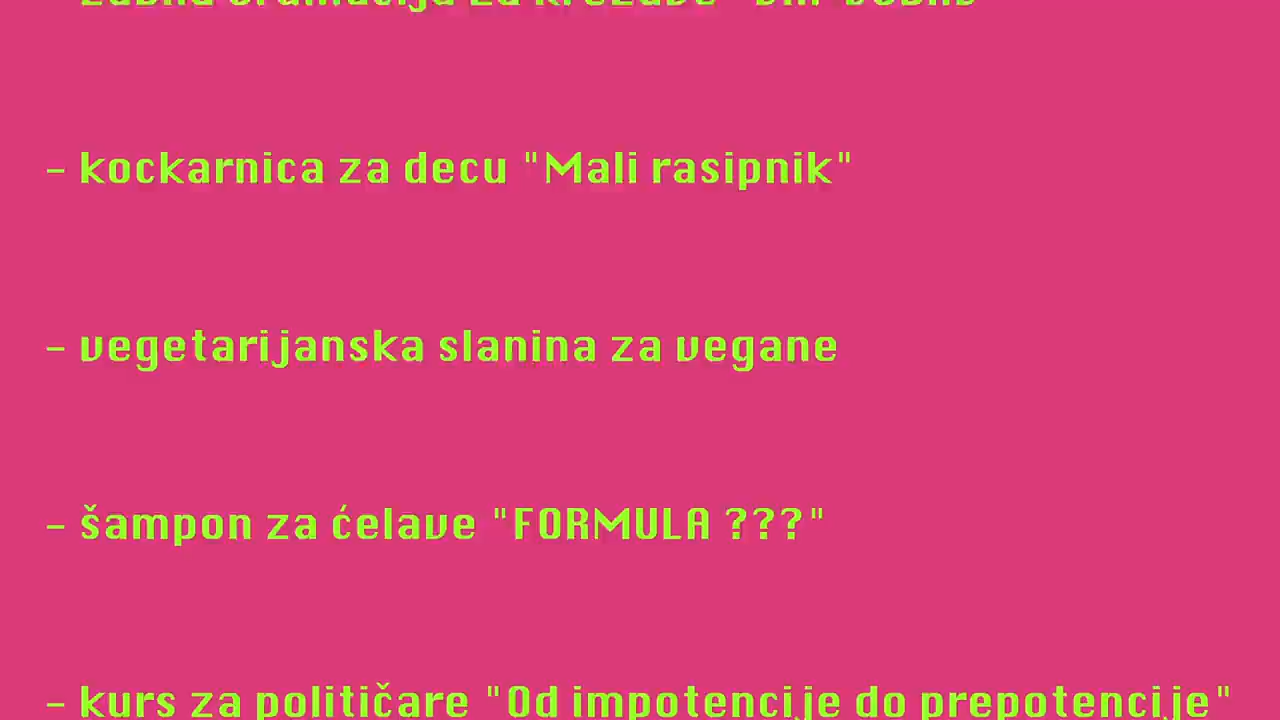 za
- kockarnica za decu "Mali rasipnik"
- vegetarijanska slanina za vegane
- šampon za ćelave "FORMULA ???"
- kurs za političare "Od impotencije do prepotencije"